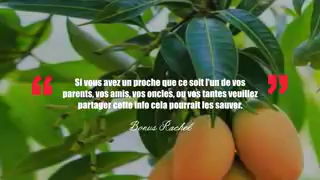 Si vous avez un proche que ce soit l'un de vos
parents, vos amis, vos oncles, ou vos tantes veuillez
partager cette info cela pourrait les sauver.
Bonus Rachel